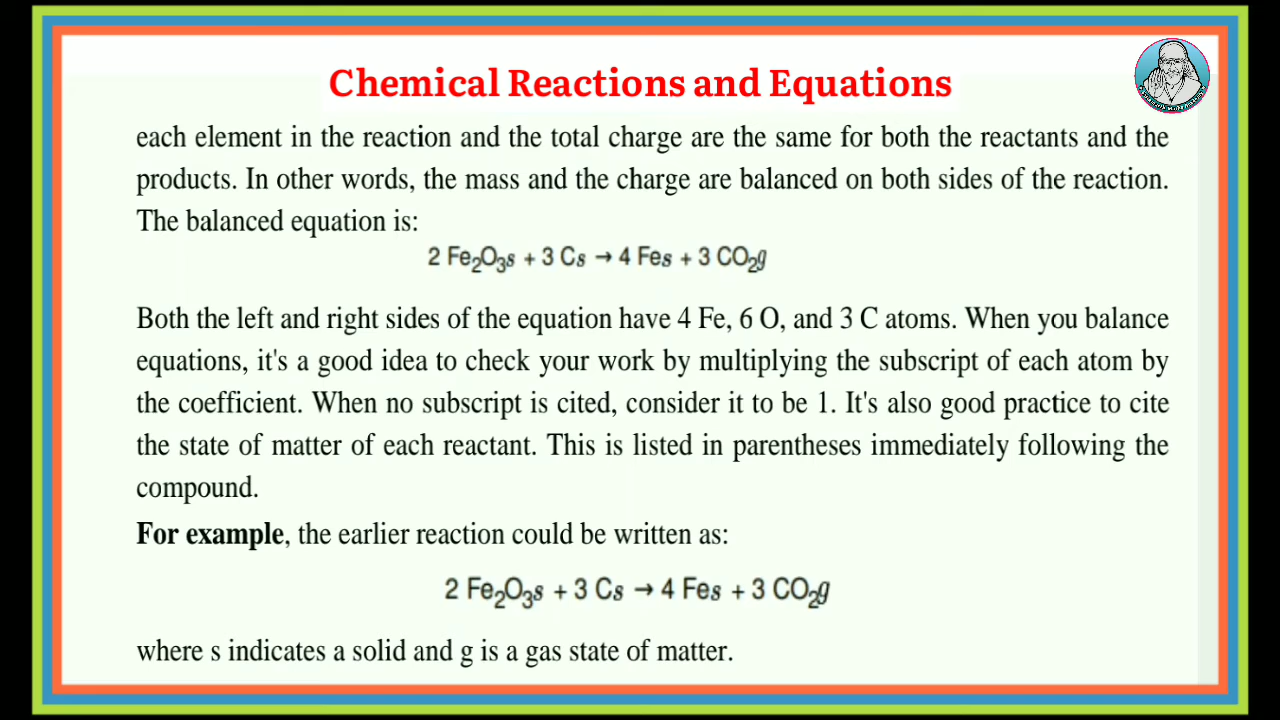 Chemical Reactions and Equations
each element in the reaction and the total charge are the same for both the reactants and the
products. In other words, the mass and the charge are balanced on both sides of the reaction.
The balanced equation is:
2 Fe₂O₃s + 3 Cs → 4 Fes + 3 CO₂g
Both the left and right sides of the equation have 4 Fe, 6 O, and 3 C atoms. When you balance
equations, it's a good idea to check your work by multiplying the subscript of each atom by
the coefficient. When no subscript is cited, consider it to be 1. It's also good practice to cite
the state of matter of each reactant. This is listed in parentheses immediately following the
compound.
For example, the earlier reaction could be written as:
2 Fe₂O₃s + 3 Cs → 4 Fes + 3 CO₂g
where s indicates a solid and g is a gas state of matter.